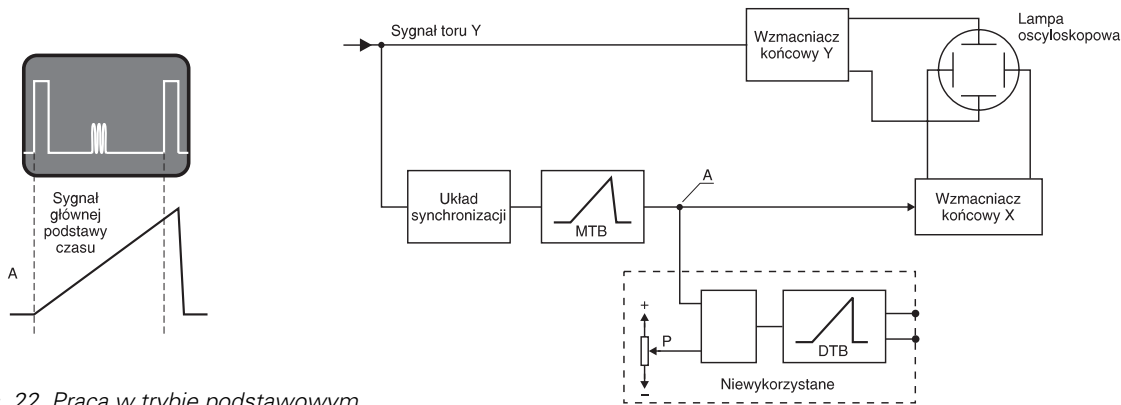 Sygnał toru Y
Wzmacniacz
końcowy Y
Lampa
oscyloskopowa
Sygnał
głównej
podstawy
czasu
A
Układ
synchronizacji
MTB
A
Wzmacniacz
końcowy X
+
P
–
DTB
Niewykorzystane
22. Praca w trybie podstawowym